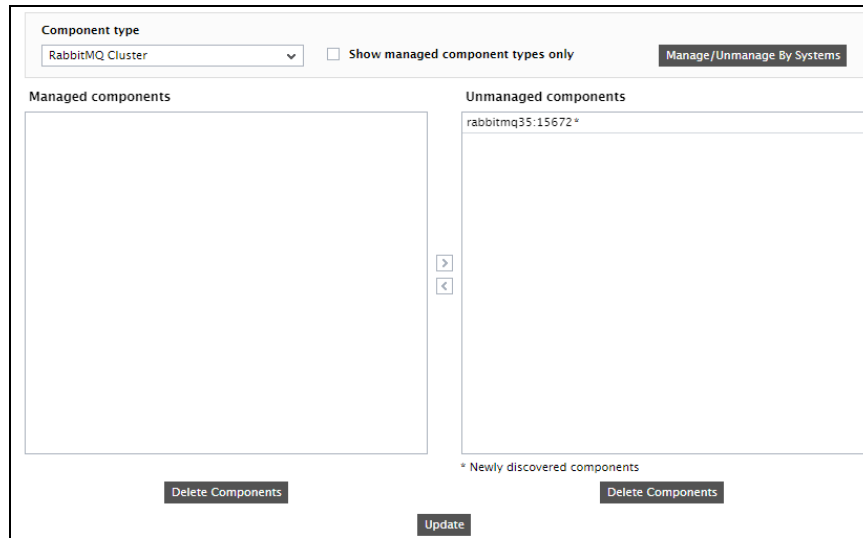 Component type
RabbitMQ Cluster
Show managed component types only
Manage/Unmanage By Systems
Managed components
Unmanaged components
rabbitmq35:15672*
>
<
* Newly discovered components
Delete Components
Delete Components
Update